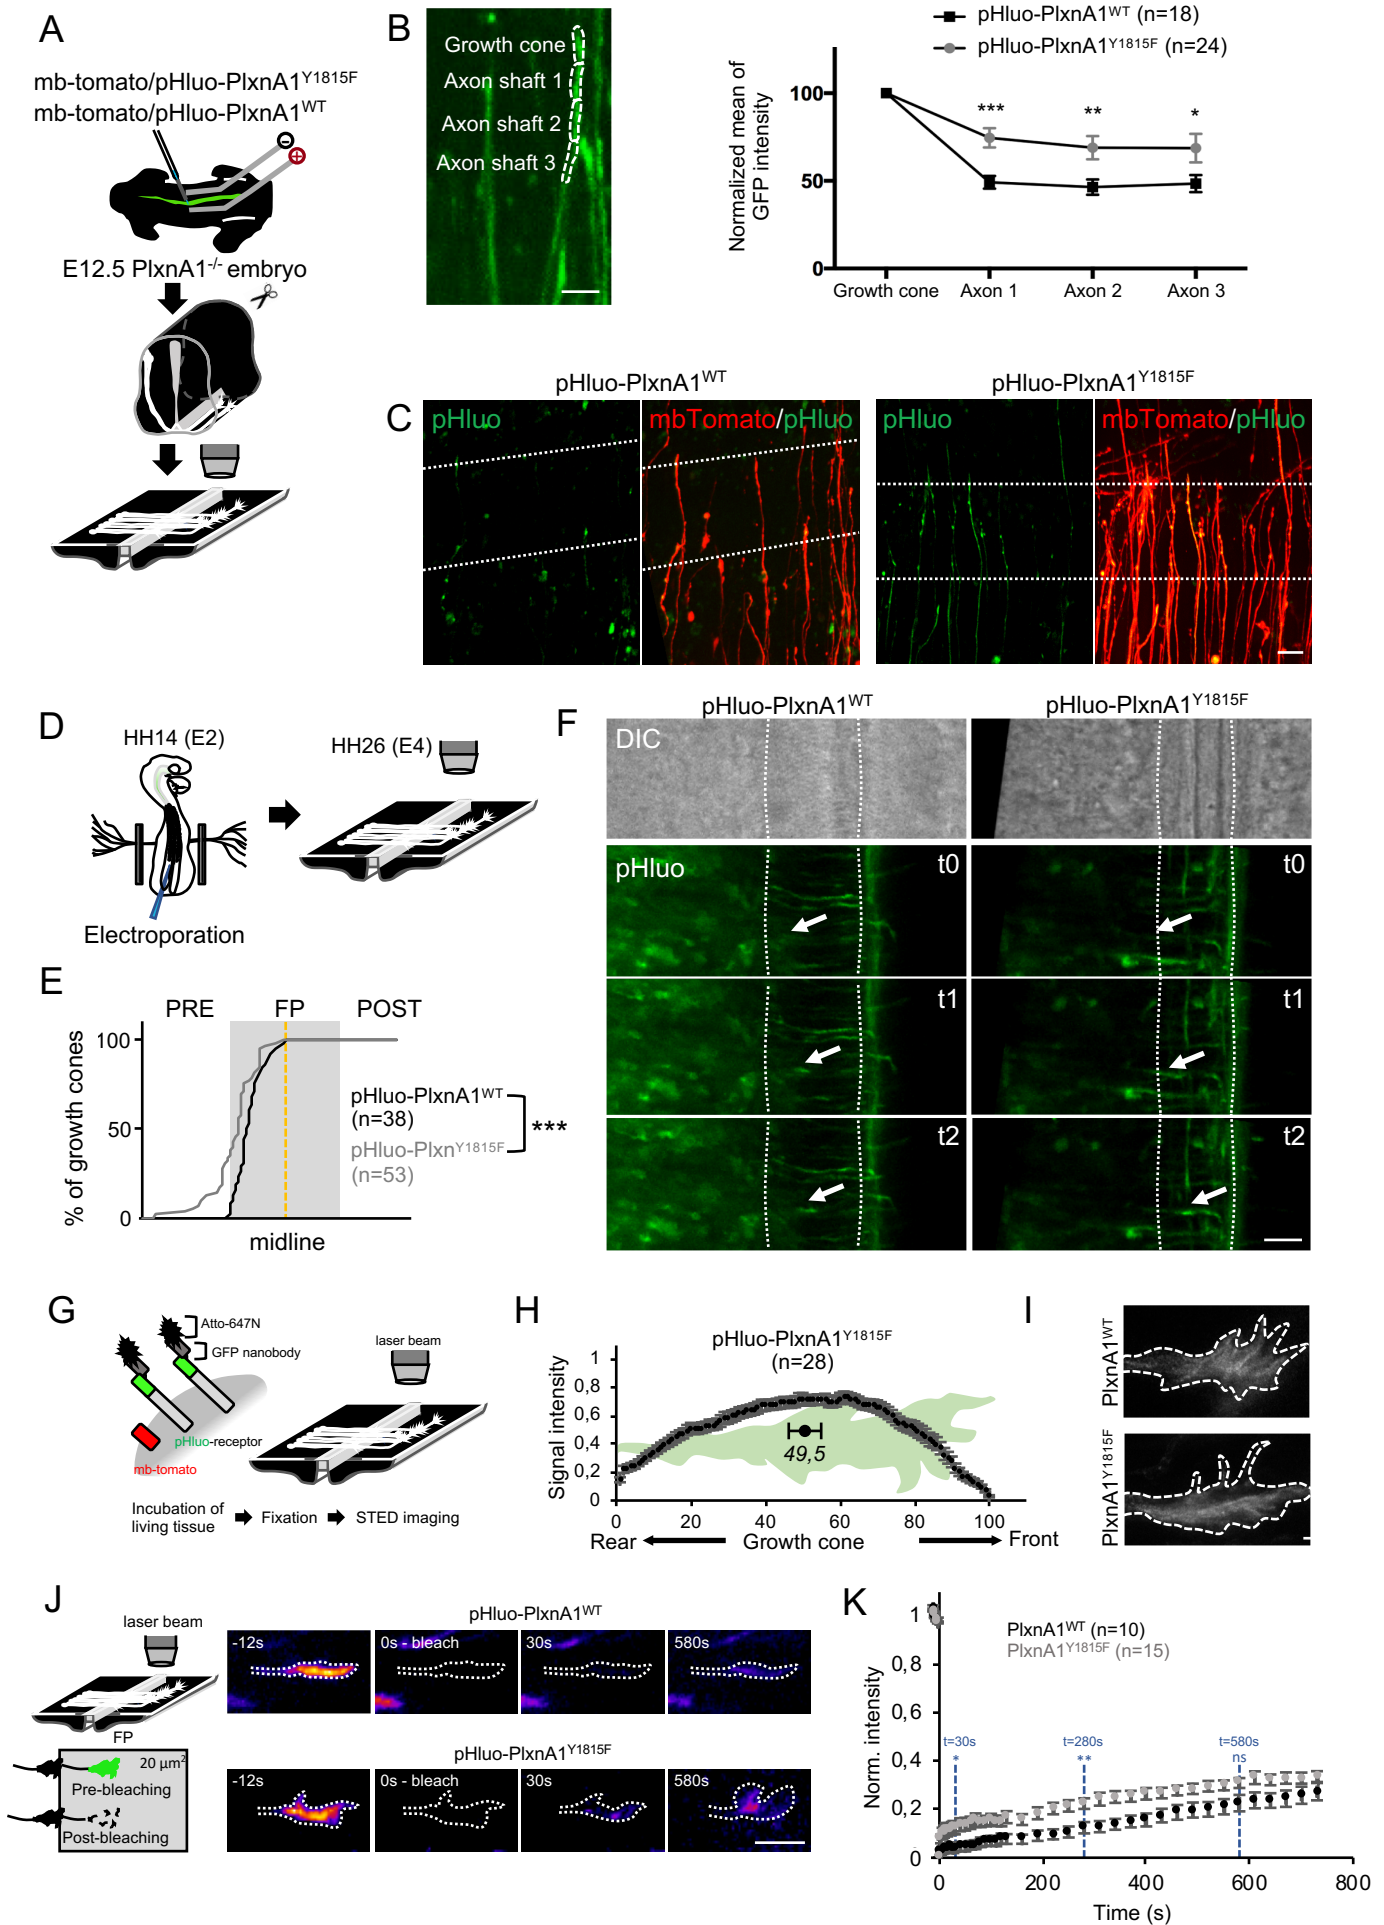 A
mb-tomato/pHluo-PlxnA1Y1815F
mb-tomato/pHluo-PlxnA1WT
E12.5 PlxnA1-/- embryo
B
Growth cone
Axon shaft 1
Axon shaft 2
Axon shaft 3
pHluo-PlxnA1WT (n=18)
pHluo-PlxnA1Y1815F (n=24)
Normalized mean of
GFP intensity
100
50
0
*** ** *
Growth cone Axon 1 Axon 2 Axon 3
C
pHluo-PlxnA1WT
pHluo-PlxnA1Y1815F
pHluo
mbTomato/pHluo
pHluo
mbTomato/pHluo
D
HH14 (E2)
HH26 (E4)
Electroporation
E
PRE FP POST
% of growth cones
100
50
0
pHluo-PlxnA1WT
(n=38)
pHluo-PlxnY1815F
(n=53)
***
midline
F
pHluo-PlxnA1WT
pHluo-PlxnA1Y1815F
DIC
pHluo
t0
t0
t1
t1
t2
t2
G
Atto-647N
GFP nanobody
pHluo-receptor
mb-tomato
laser beam
Incubation of
living tissue
Fixation
STED imaging
H
pHluo-PlxnA1Y1815F
(n=28)
Signal intensity
1
0,8
0,6
0,4
0,2
0
49,5
0 20 40 60 80 100
Rear Growth cone Front
I
PlxnA1WT
PlxnA1Y1815F
J
laser beam
FP
20 µm2
Pre-bleaching
Post-bleaching
pHluo-PlxnA1WT
-12s
0s - bleach
30s
580s
pHluo-PlxnA1Y1815F
-12s
0s - bleach
30s
580s
K
PlxnA1WT (n=10)
PlxnA1Y1815F (n=15)
Norm. intensity
1
0,8
0,6
0,4
0,2
0
t=30s
*
t=280s
**
t=580s
ns
0 200 400 600 800
Time (s)